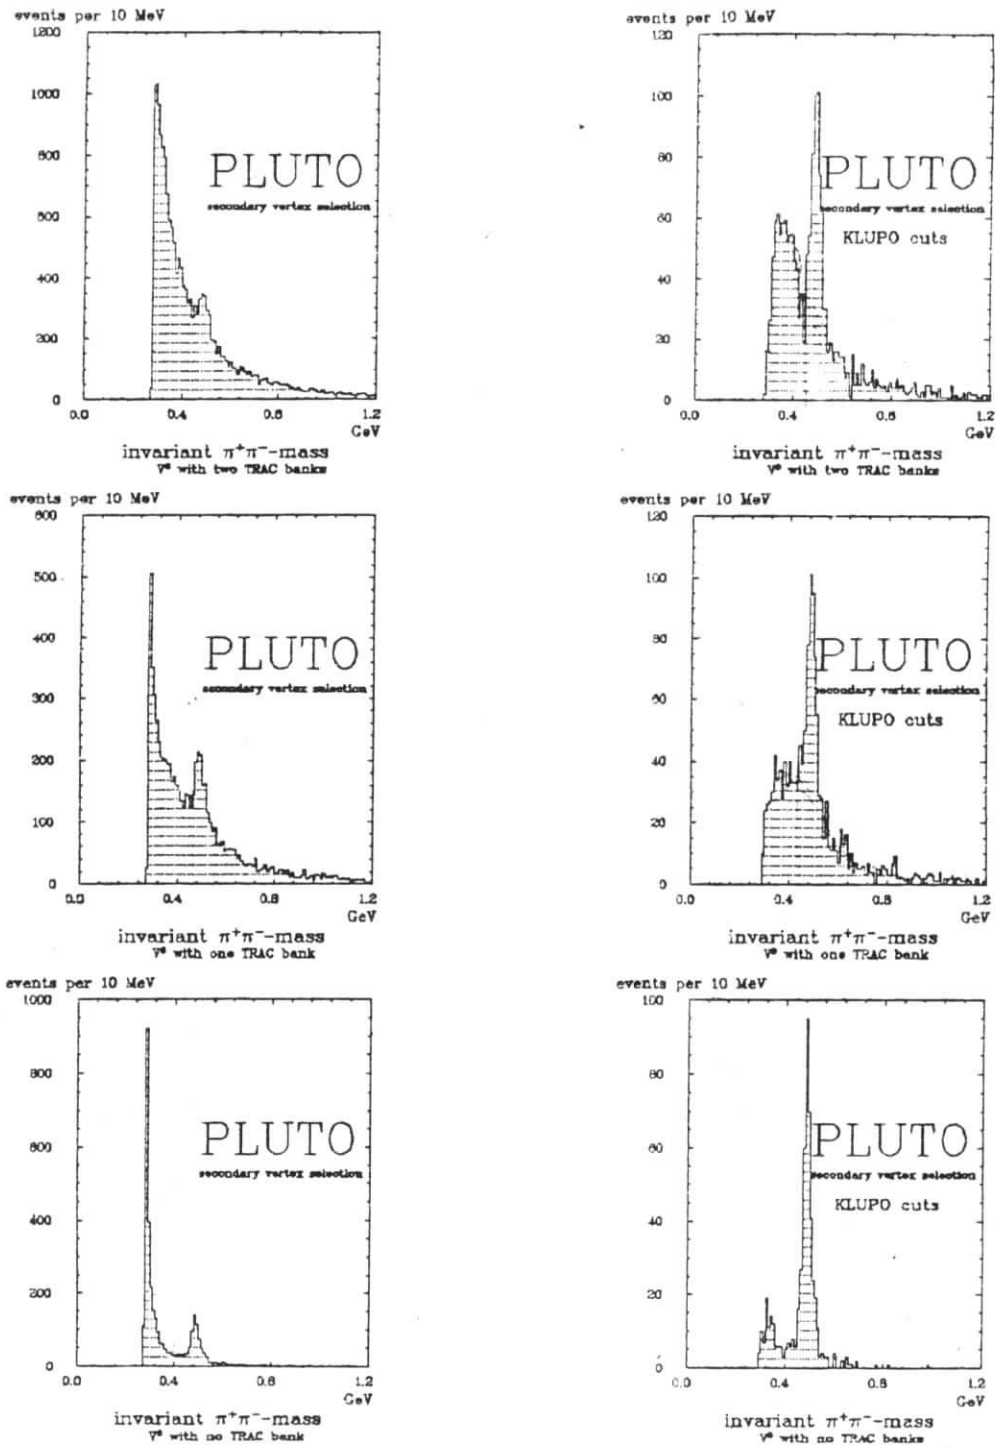 events per 10 MeV
1200
1000
800
600
400
200
0
0.0 0.4 0.8 1.2
GeV
PLUTO
secondary vertex selection
invariant π⁺π⁻-mass
V⁰ with two TRAC banks
events per 10 MeV
120
100
80
60
40
20
0
0.0 0.4 0.8 1.2
GeV
PLUTO
secondary vertex selection
KLUPO cuts
invariant π⁺π⁻-mass
V⁰ with two TRAC banks
events per 10 MeV
600
500
400
300
200
100
0
0.0 0.4 0.8 1.2
GeV
PLUTO
secondary vertex selection
invariant π⁺π⁻-mass
V⁰ with one TRAC bank
events per 10 MeV
120
100
80
60
40
20
0
0.0 0.4 0.8 1.2
GeV
PLUTO
secondary vertex selection
KLUPO cuts
invariant π⁺π⁻-mass
V⁰ with one TRAC bank
events per 10 MeV
1000
800
600
400
200
0
0.0 0.4 0.8 1.2
GeV
PLUTO
secondary vertex selection
invariant π⁺π⁻-mass
V⁰ with no TRAC bank
events per 10 MeV
100
80
60
40
20
0
0.0 0.4 0.8 1.2
GeV
PLUTO
secondary vertex selection
KLUPO cuts
invariant π⁺π⁻-mass
V⁰ with no TRAC banks